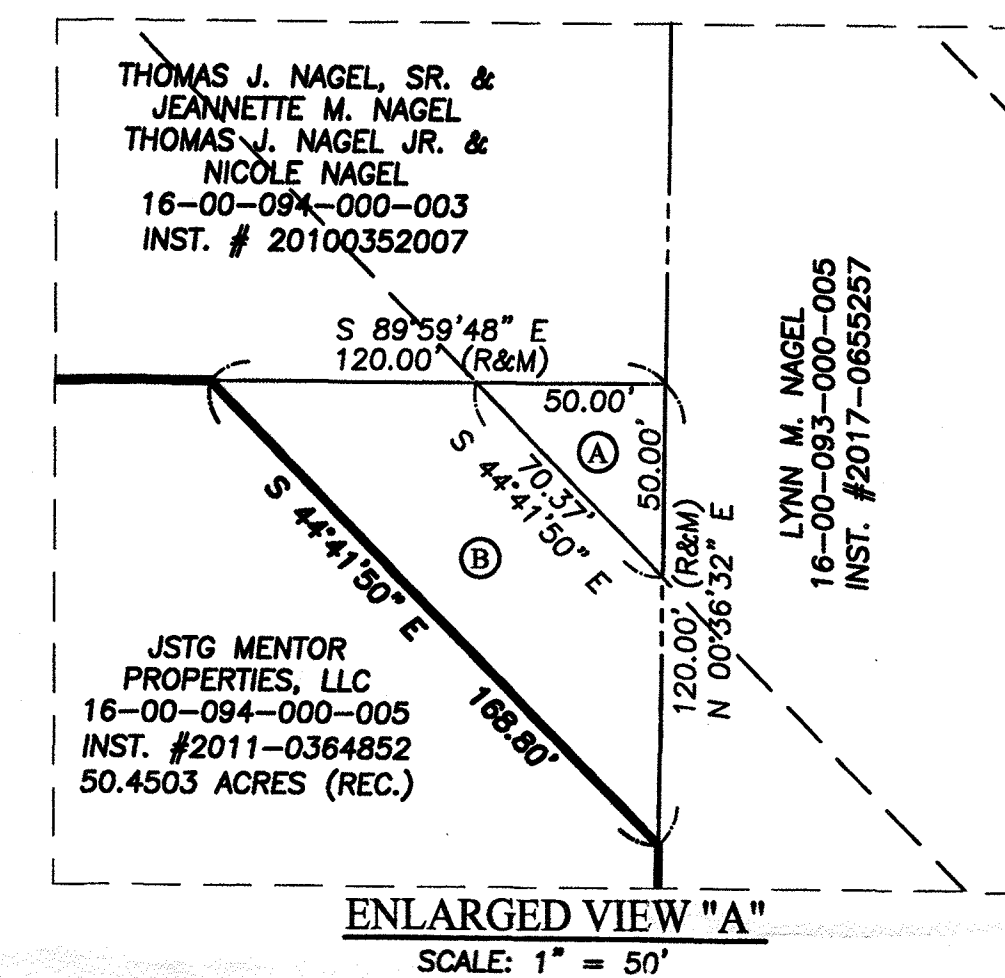 THOMAS J. NAGEL, SR. &
JEANNETTE M. NAGEL
THOMAS J. NAGEL JR. &
NICOLE NAGEL
16-00-094-000-003
INST. # 20100352007
S 89°59'48" E
120.00' (R&M)
50.00'
A
50.00'
70.37'
S 44°41'50" E
B
S 44°41'50" E
168.80'
120.00' (R&M)
N 00°36'32" E
LYNN M. NAGEL
16-00-093-000-005
INST. #2017-0655257
JSTG MENTOR
PROPERTIES, LLC
16-00-094-000-005
INST. #2011-0364852
50.4503 ACRES (REC.)
ENLARGED VIEW "A"
SCALE: 1" = 50'